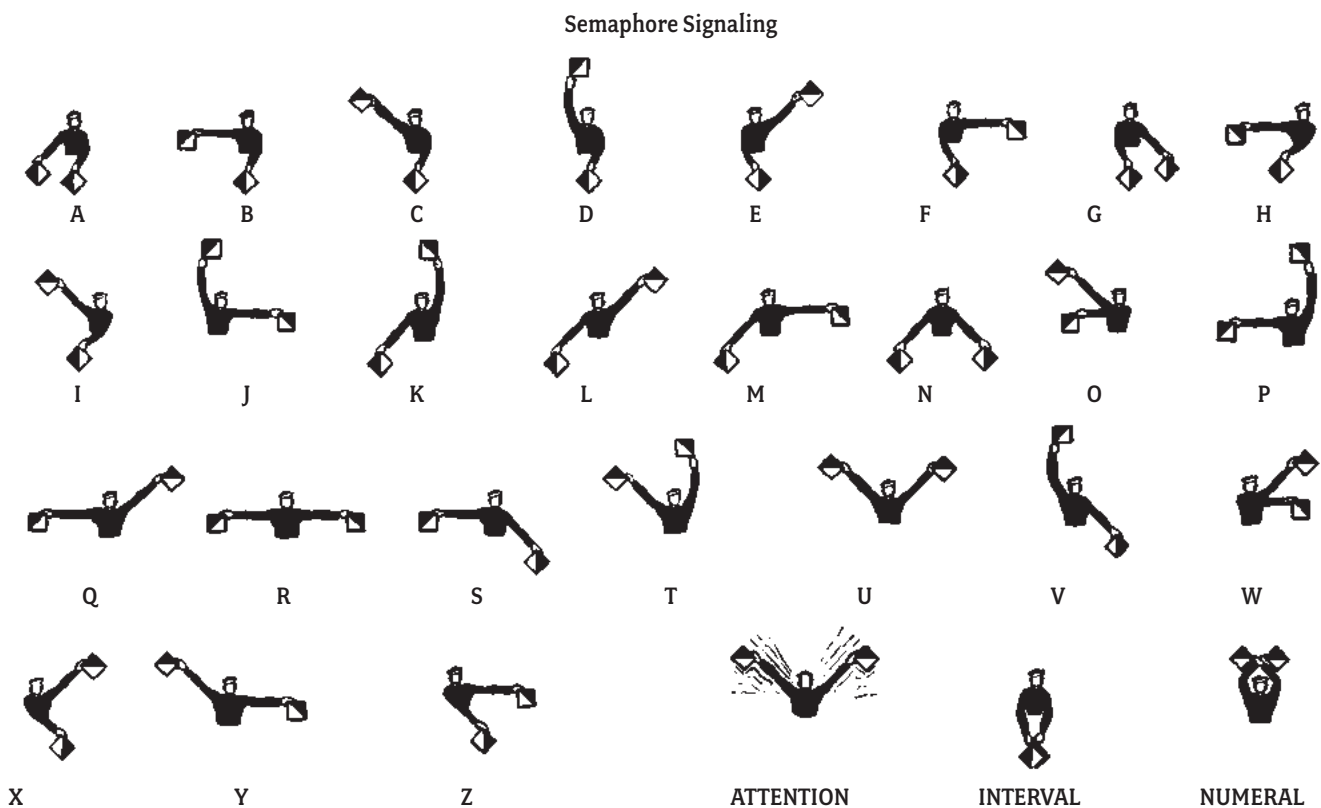 Semaphore Signaling
A B C D E F G H
I J K L M N O P
Q R S T U V W
X Y Z ATTENTION INTERVAL NUMERAL